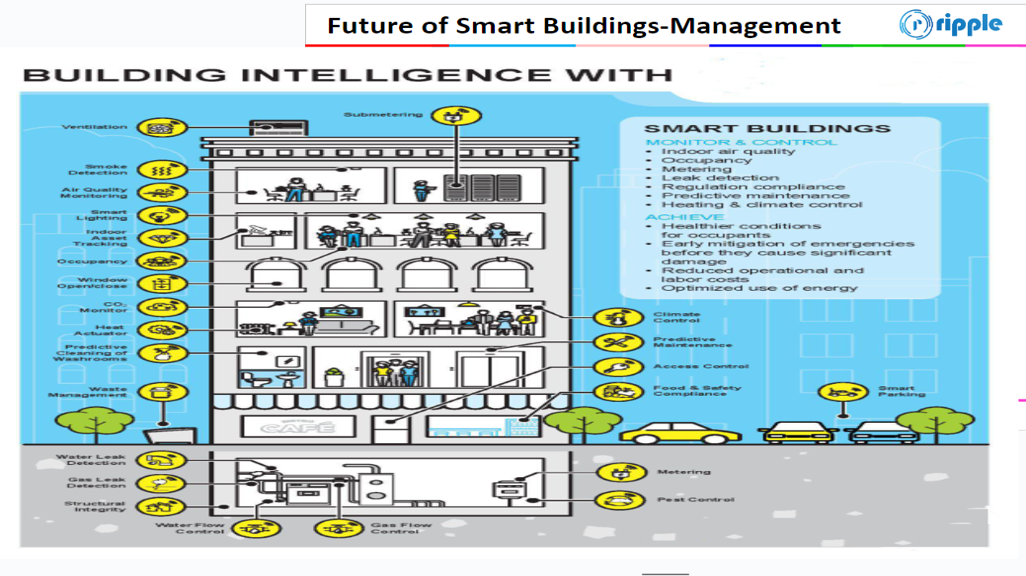 Future of Smart Buildings-Management
ripple
BUILDING INTELLIGENCE WITH
Submetering
Ventilation
Smoke
Detection
Air Quality
Monitoring
Smart
Lighting
Indoor
Asset
Tracking
Occupancy
Window
Open/close
CO2
Monitor
Heat
Actuator
Predictive
Cleaning of
Washrooms
Waste
Management
SMART BUILDINGS
MONITOR & CONTROL
• Indoor air quality
• Occupancy
• Metering
• Leak detection
• Regulation compliance
• Predictive maintenance
• Heating & climate control
ACHIEVE
• Healthier conditions
for occupants
• Early mitigation of emergencies
before they cause significant
damage
• Reduced operational and
labor costs
• Optimized use of energy
Climate
Control
Predictive
Maintenance
Access Control
Food & Safety
Compliance
Smart
Parking
CAFÉ
Water Leak
Detection
Gas Leak
Detection
Structural
Integrity
Water Flow
Control
Gas Flow
Control
Metering
Pest Control